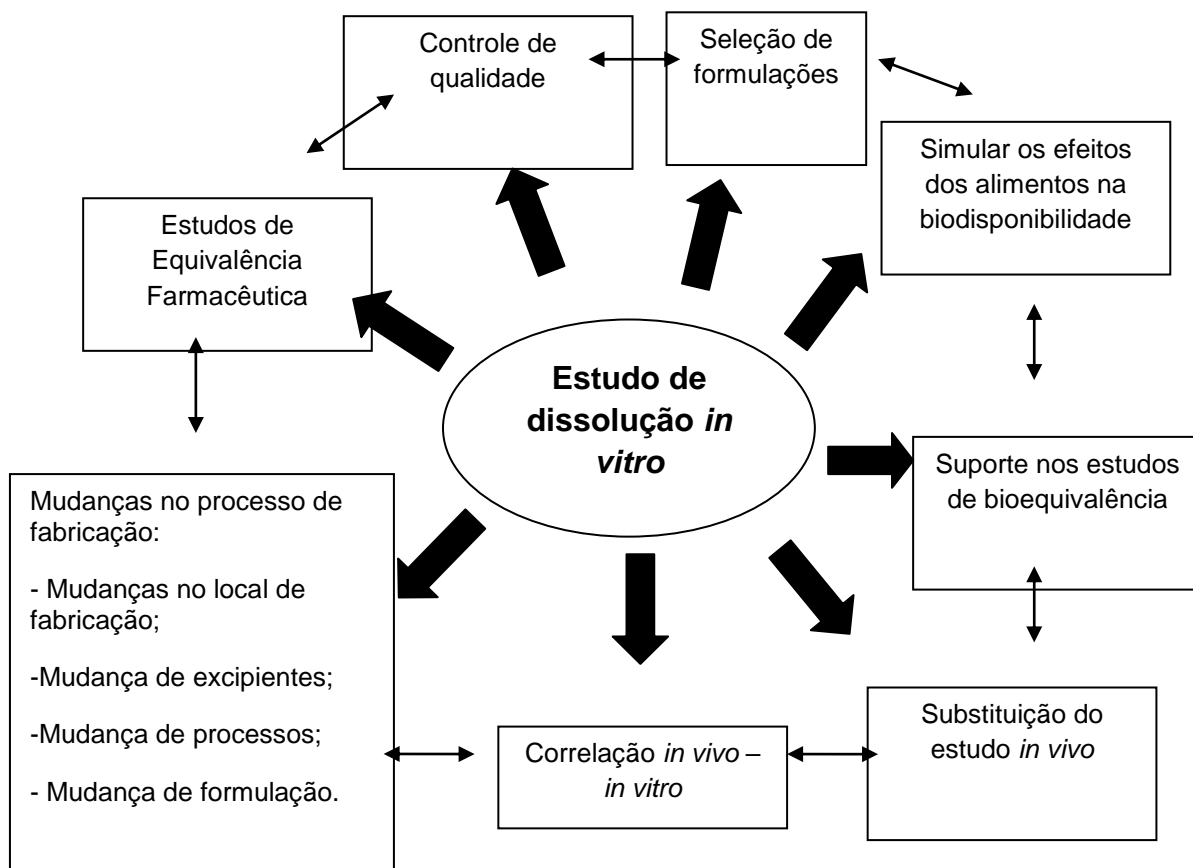 Controle de
qualidade
Seleção de
formulações
Simular os efeitos
dos alimentos na
biodisponibilidade
Estudos de
Equivalência
Farmacêutica
Estudo de
dissolução in
vitro
Suporte nos estudos
de bioequivalência
Mudanças no processo de
fabricação:
- Mudanças no local de
fabricação;
-Mudança de excipientes;
-Mudança de processos;
- Mudança de formulação.
Correlação in vivo –
in vitro
Substituição do
estudo in vivo